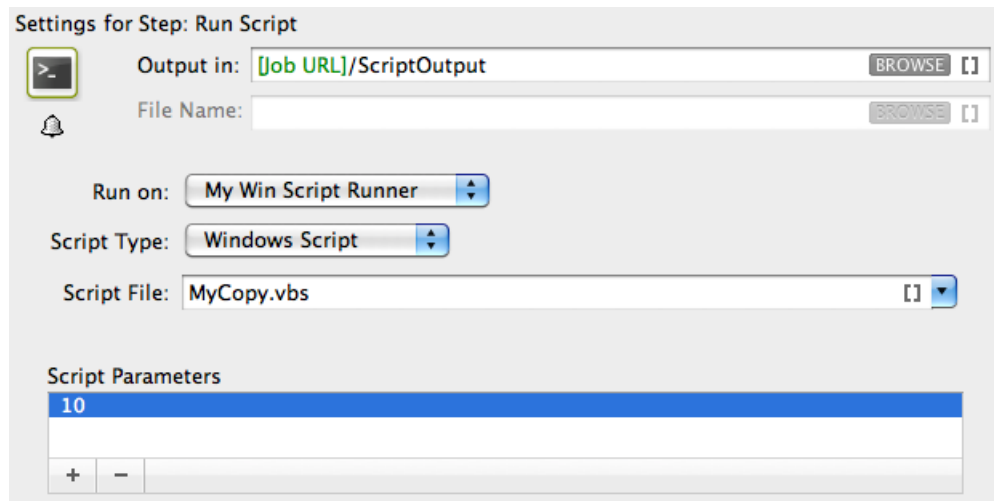 Settings for Step: Run Script
Output in: [Job URL]/ScriptOutput BROWSE []
File Name: BROWSE []
Run on: My Win Script Runner
Script Type: Windows Script
Script File: MyCopy.vbs []
Script Parameters
10
+ −